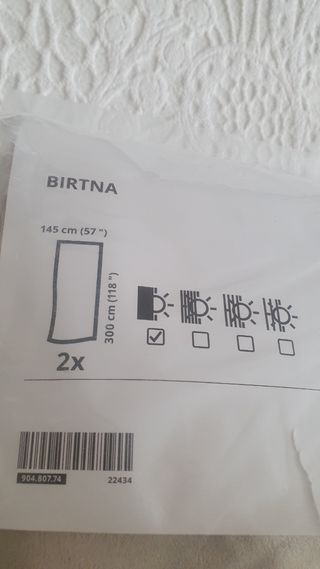 BIRTNA
145 cm (57 ")
300 cm (118 ")
2x
904.807.74
22434